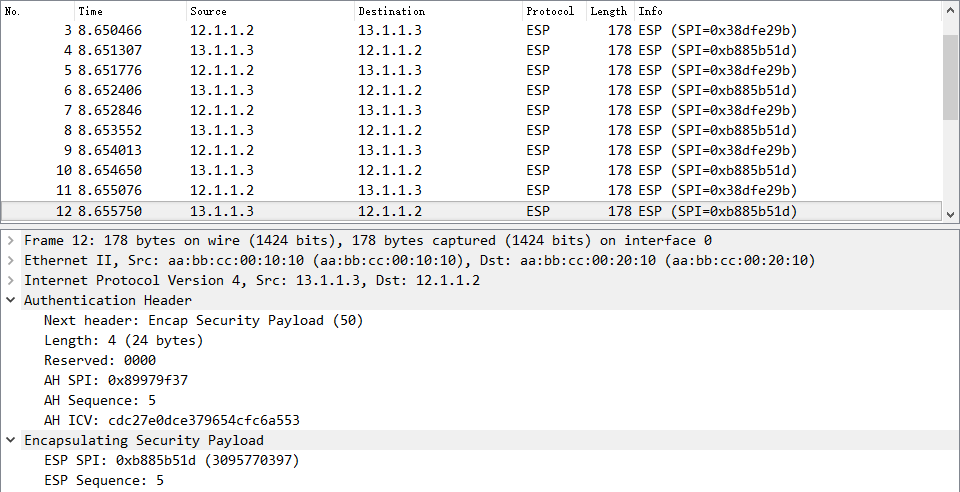 No. Time Source Destination Protocol Length Info
3 8.650466 12.1.1.2 13.1.1.3 ESP 178 ESP (SPI=0x38dfe29b)
4 8.651307 13.1.1.3 12.1.1.2 ESP 178 ESP (SPI=0xb885b51d)
5 8.651776 12.1.1.2 13.1.1.3 ESP 178 ESP (SPI=0x38dfe29b)
6 8.652406 13.1.1.3 12.1.1.2 ESP 178 ESP (SPI=0xb885b51d)
7 8.652846 12.1.1.2 13.1.1.3 ESP 178 ESP (SPI=0x38dfe29b)
8 8.653552 13.1.1.3 12.1.1.2 ESP 178 ESP (SPI=0xb885b51d)
9 8.654013 12.1.1.2 13.1.1.3 ESP 178 ESP (SPI=0x38dfe29b)
10 8.654650 13.1.1.3 12.1.1.2 ESP 178 ESP (SPI=0xb885b51d)
11 8.655076 12.1.1.2 13.1.1.3 ESP 178 ESP (SPI=0x38dfe29b)
12 8.655750 13.1.1.3 12.1.1.2 ESP 178 ESP (SPI=0xb885b51d)
Frame 12: 178 bytes on wire (1424 bits), 178 bytes captured (1424 bits) on interface 0
Ethernet II, Src: aa:bb:cc:00:10:10 (aa:bb:cc:00:10:10), Dst: aa:bb:cc:00:20:10 (aa:bb:cc:00:20:10)
Internet Protocol Version 4, Src: 13.1.1.3, Dst: 12.1.1.2
Authentication Header
Next header: Encap Security Payload (50)
Length: 4 (24 bytes)
Reserved: 0000
AH SPI: 0x89979f37
AH Sequence: 5
AH ICV: cdc27e0dce379654cfc6a553
Encapsulating Security Payload
ESP SPI: 0xb885b51d (3095770397)
ESP Sequence: 5